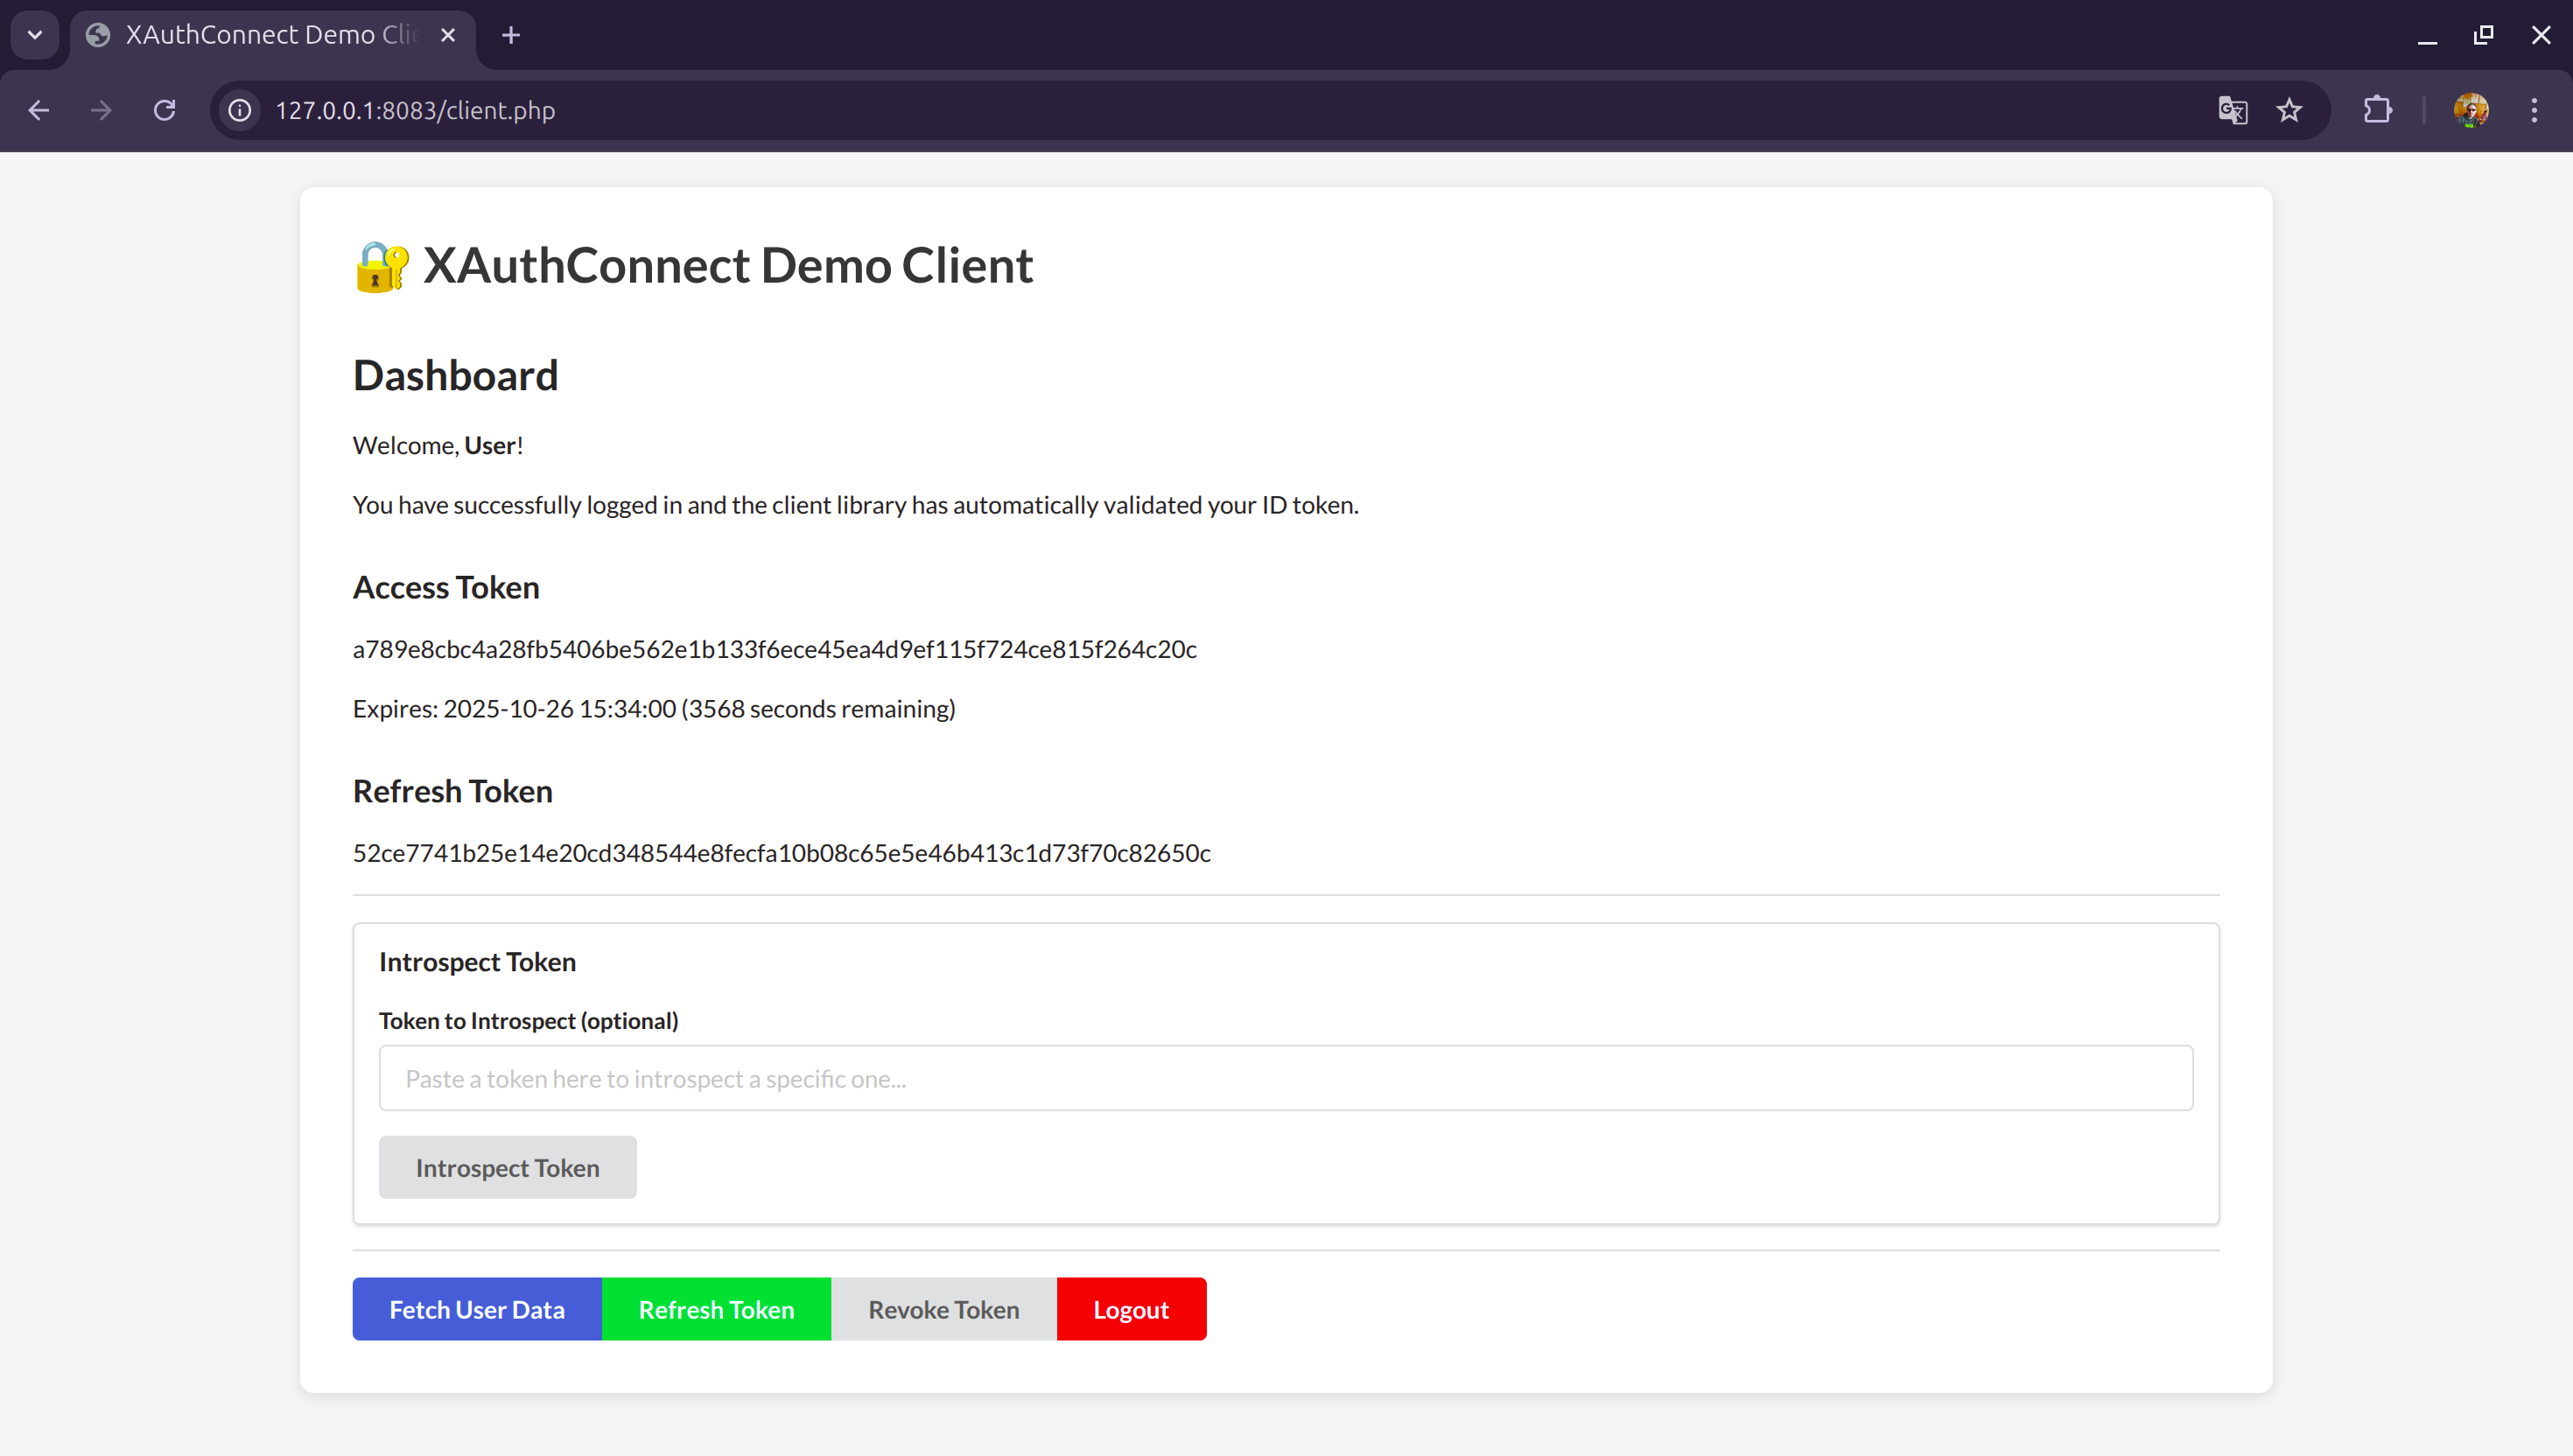 XAuthConnect Demo Cli
127.0.0.1:8083/client.php
XAuthConnect Demo Client
Dashboard
Welcome, User!
You have successfully logged in and the client library has automatically validated your ID token.
Access Token
a789e8cbc4a28fb5406be562e1b133f6ece45ea4d9ef115f724ce815f264c20c
Expires: 2025-10-26 15:34:00 (3568 seconds remaining)
Refresh Token
52ce7741b25e14e20cd348544e8fecfa10b08c65e5e46b413c1d73f70c82650c
Introspect Token
Token to Introspect (optional)
Paste a token here to introspect a specific one...
Introspect Token
Fetch User Data
Refresh Token
Revoke Token
Logout